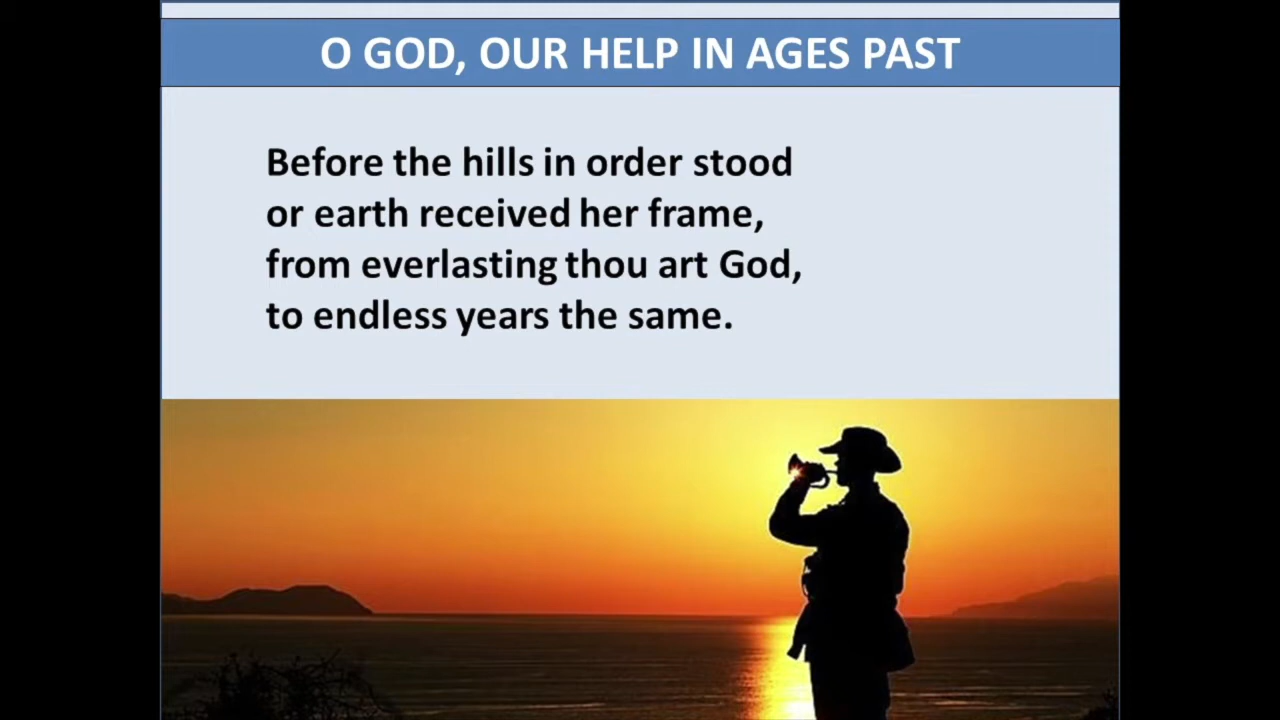 O GOD, OUR HELP IN AGES PAST
Before the hills in order stood
or earth received her frame,
from everlasting thou art God,
to endless years the same.